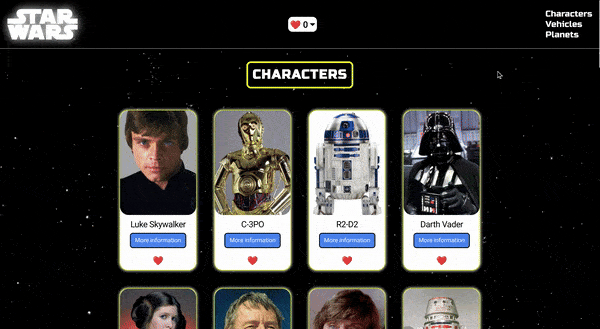 STAR
WARS
0
Characters
Vehicles
Planets
CHARACTERS
Luke Skywalker
C-3PO
R2-D2
Darth Vader
More information
More information
More information
More information